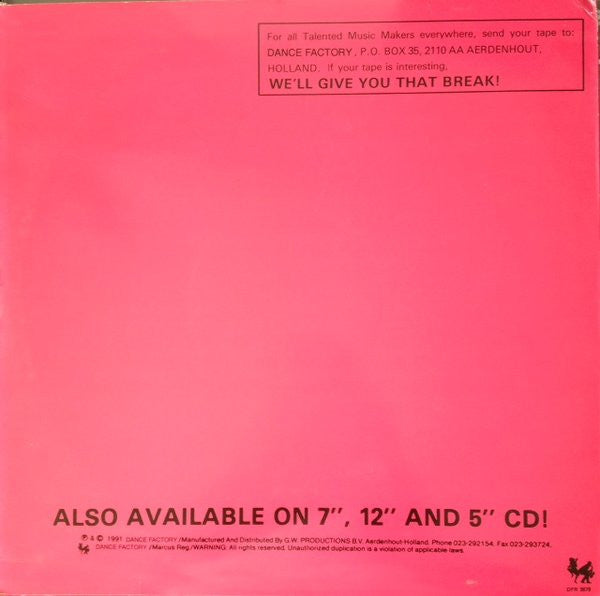 For all Talented Music Makers everywhere, send your tape to:
DANCE FACTORY, P.O. BOX 35, 2110 AA AERDENHOUT,
HOLLAND. If your tape is interesting,
WE'LL GIVE YOU THAT BREAK!
ALSO AVAILABLE ON 7", 12" AND 5" CD!
℗ & © 1991 DANCE FACTORY/Manufactured And Distributed By G.W. PRODUCTIONS B.V. Aerdenhout-Holland. Phone 023-292154. Fax 023-293724.
DANCE FACTORY/Marcus Reg./WARNING: All rights reserved. Unauthorized duplication is a violation of applicable laws.
DFR